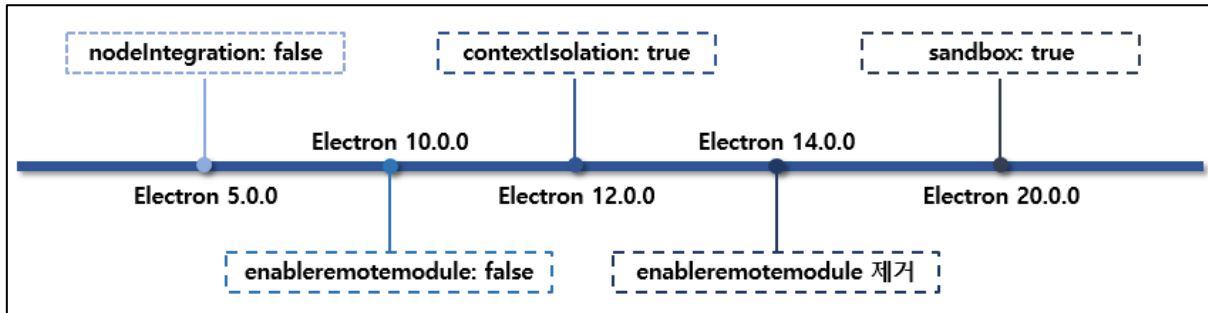 nodeIntegration: false
contextIsolation: true
sandbox: true
Electron 10.0.0
Electron 14.0.0
Electron 5.0.0
Electron 12.0.0
Electron 20.0.0
enableremotemodule: false
enableremotemodule 제거